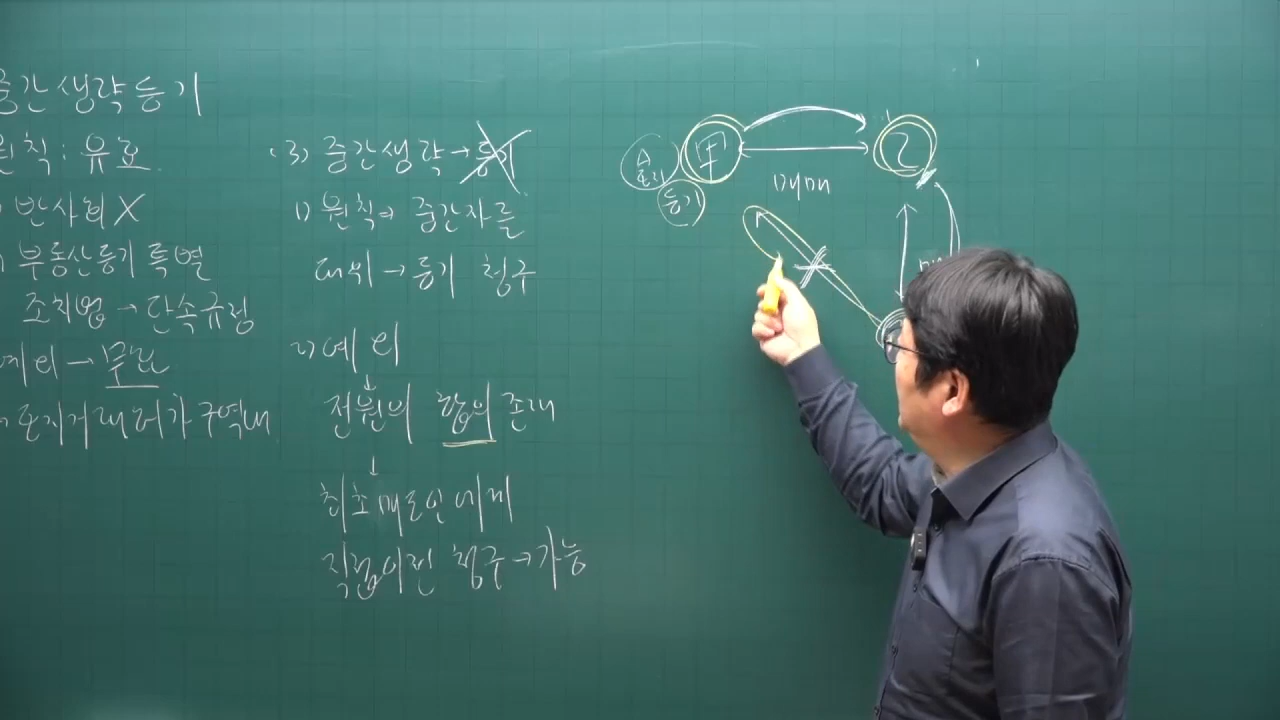 중간생략등기
원칙 : 유효.
반사회 X
부동산등기 특별
조치법 → 단속규정
예외 → 무효
토지거래허가구역내
(3) 중간생략 → 등기
1) 원칙 ⇒ 중간자를
대위 → 등기 청구
2) 예외
↓
전원의 합의 존재
↓
최초매도인에게
직접이전 청구 → 가능
甲
乙
A
토지
등기
매매